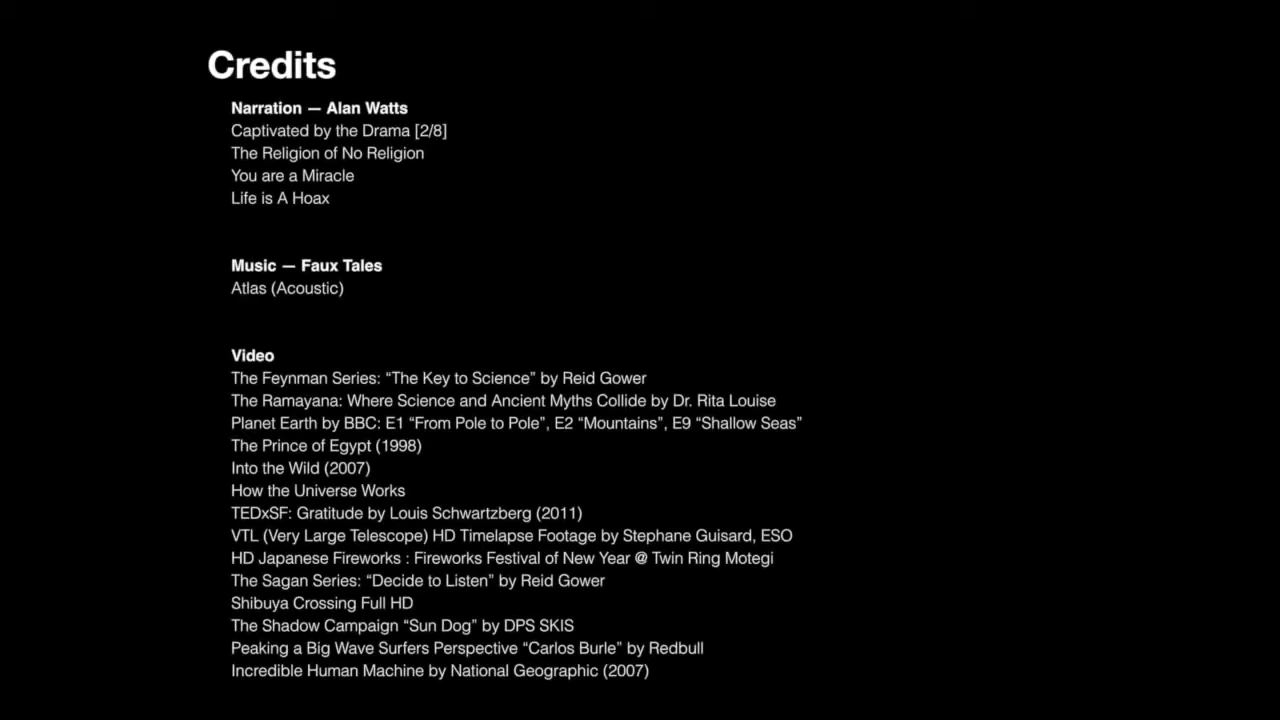 Credits
Narration — Alan Watts
Captivated by the Drama [2/8]
The Religion of No Religion
You are a Miracle
Life is A Hoax
Music — Faux Tales
Atlas (Acoustic)
Video
The Feynman Series: “The Key to Science” by Reid Gower
The Ramayana: Where Science and Ancient Myths Collide by Dr. Rita Louise
Planet Earth by BBC: E1 “From Pole to Pole”, E2 “Mountains”, E9 “Shallow Seas”
The Prince of Egypt (1998)
Into the Wild (2007)
How the Universe Works
TEDxSF: Gratitude by Louis Schwartzberg (2011)
VTL (Very Large Telescope) HD Timelapse Footage by Stephane Guisard, ESO
HD Japanese Fireworks : Fireworks Festival of New Year @ Twin Ring Motegi
The Sagan Series: “Decide to Listen” by Reid Gower
Shibuya Crossing Full HD
The Shadow Campaign “Sun Dog” by DPS SKIS
Peaking a Big Wave Surfers Perspective “Carlos Burle” by Redbull
Incredible Human Machine by National Geographic (2007)